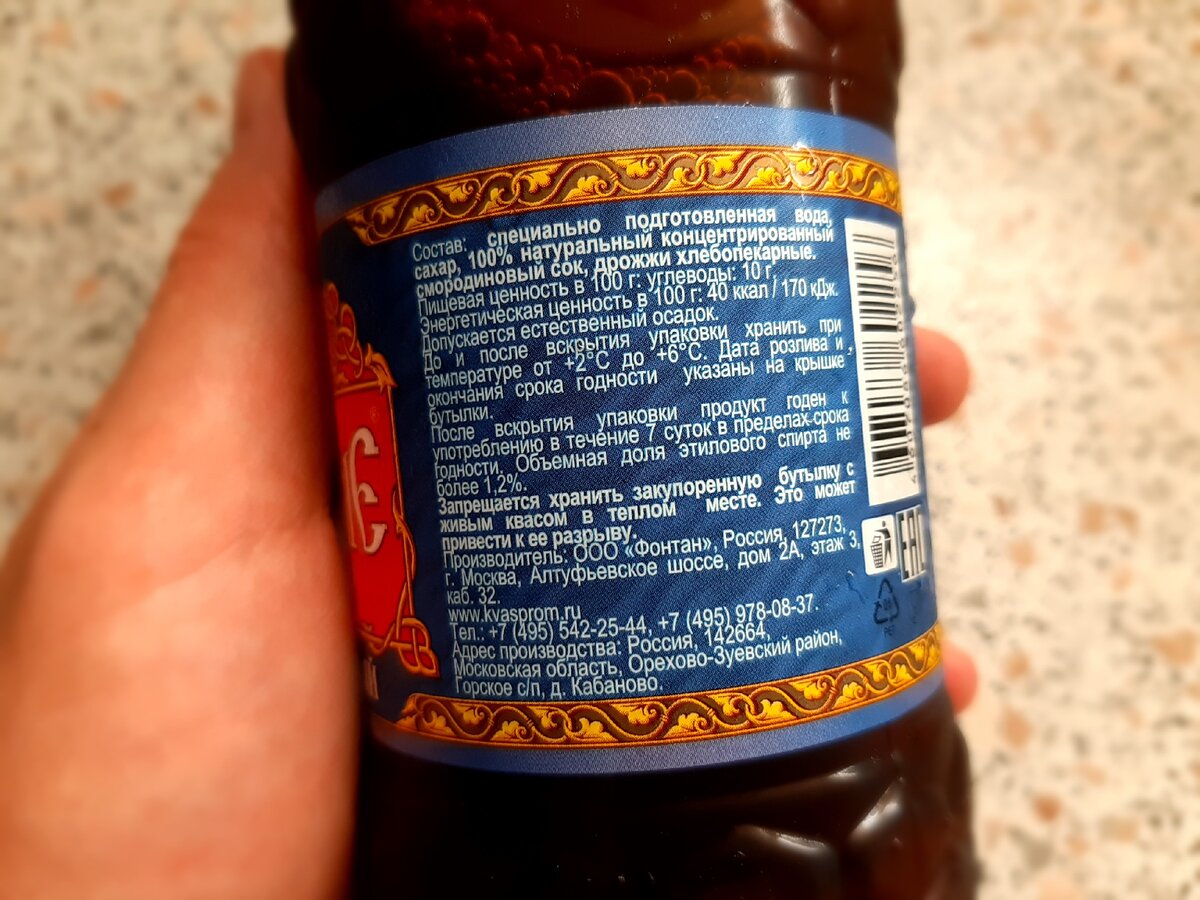 Состав: специально подготовленная вода,
сахар, 100% натуральный концентрированный
смородиновый сок, дрожжи хлебопекарные.
Пищевая ценность в 100 г: углеводы: 10 г.
Энергетическая ценность в 100 г: 40 ккал / 170 кДж.
Допускается естественный осадок.
До и после вскрытия упаковки хранить при
температуре от +2°С до +6°С. Дата розлива и
окончания срока годности указаны на крышке
бутылки.
После вскрытия упаковки продукт годен к
употреблению в течение 7 суток в пределах срока
годности. Объемная доля этилового спирта не
более 1,2%.
Запрещается хранить закупоренную бутылку с
живым квасом в теплом месте. Это может
привести к ее разрыву.
Производитель: ООО «Фонтан», Россия, 127273,
г. Москва, Алтуфьевское шоссе, дом 2А, этаж 3,
каб. 32.
www.kvasprom.ru
Тел.: +7 (495) 542-25-44, +7 (495) 978-08-37.
Адрес производства: Россия, 142664,
Московская область, Орехово-Зуевский район,
Горское с/п, д. Кабаново.
EAC
PET